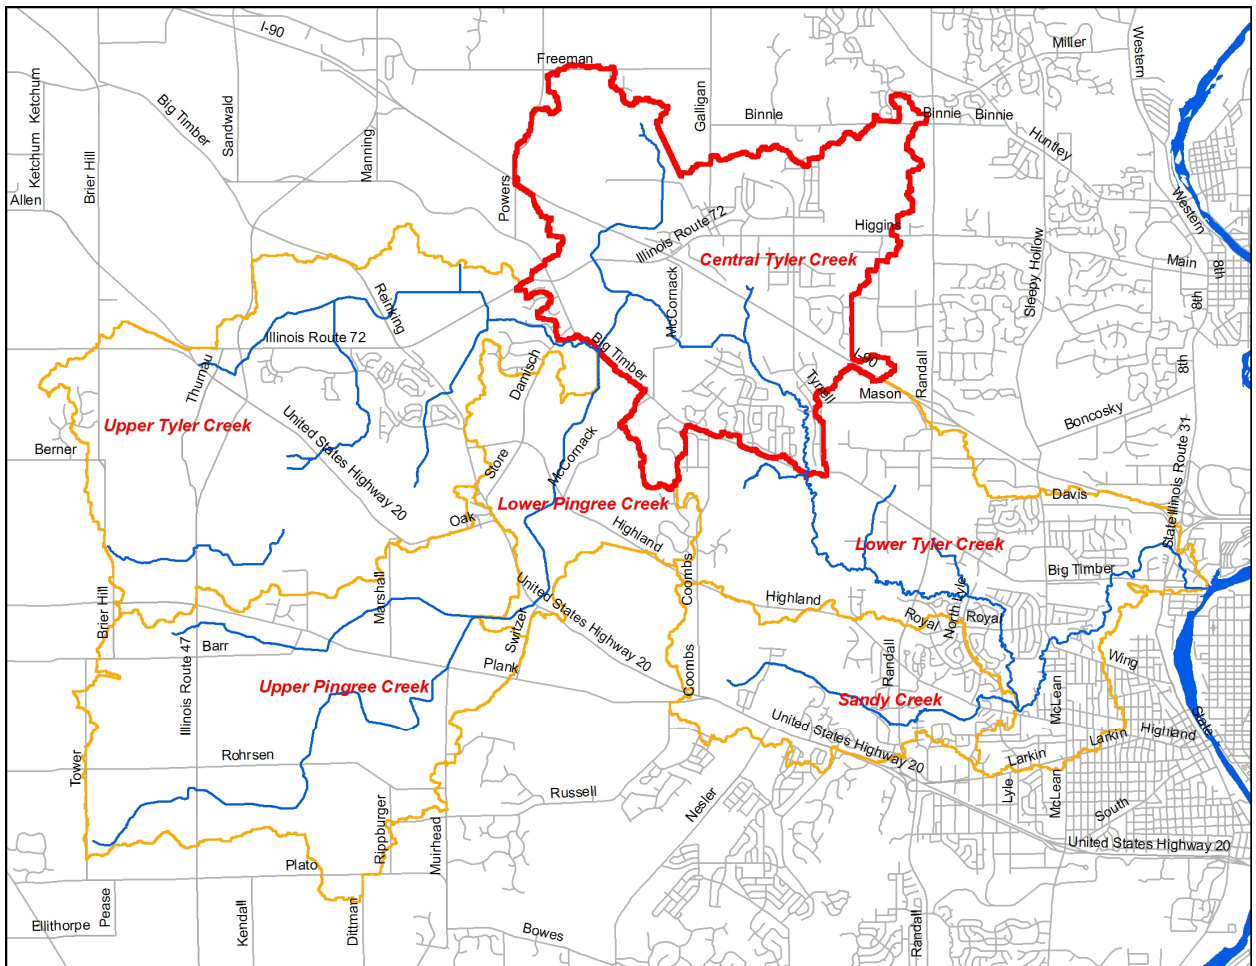 I-90
Freeman
Miller
Western
Ketchum
Ketchum
Big Timber
Sandwald
Galligan
Binnie
Binnie
Binnie
Huntley
Manning
Brier Hill
Allen
Powers
Western
Illinois Route 72
Higgins
Central Tyler Creek
Sleepy Hollow
Main
8th
8th
Reinking
McCormack
Illinois Route 72
Big Timber
I-90
Randall
8th
Thurnau
Damisch
Tyrrell
Mason
Boncosky
Upper Tyler Creek
United States Highway 20
Berner
Store
McCormack
State Illinois Route 31
Davis
Lower Pingree Creek
Oak
Highland
Lower Tyler Creek
Coombs
Big Timber
Brier Hill
Marshall
United States Highway 20
Highland
North Lyle
Royal
Royal
Switzer
Barr
Illinois Route 47
Plank
Coombs
Randall
Wing
Upper Pingree Creek
Sandy Creek
McLean
State
United States Highway 20
Larkin
Highland
Larkin
Rohrsen
Tower
Russell
Nesler
Lyle
McLean
South
Rippburger
Muirhead
United States Highway 20
Plato
Pease
Ellithorpe
Kendall
Dittman
Bowes
Randall